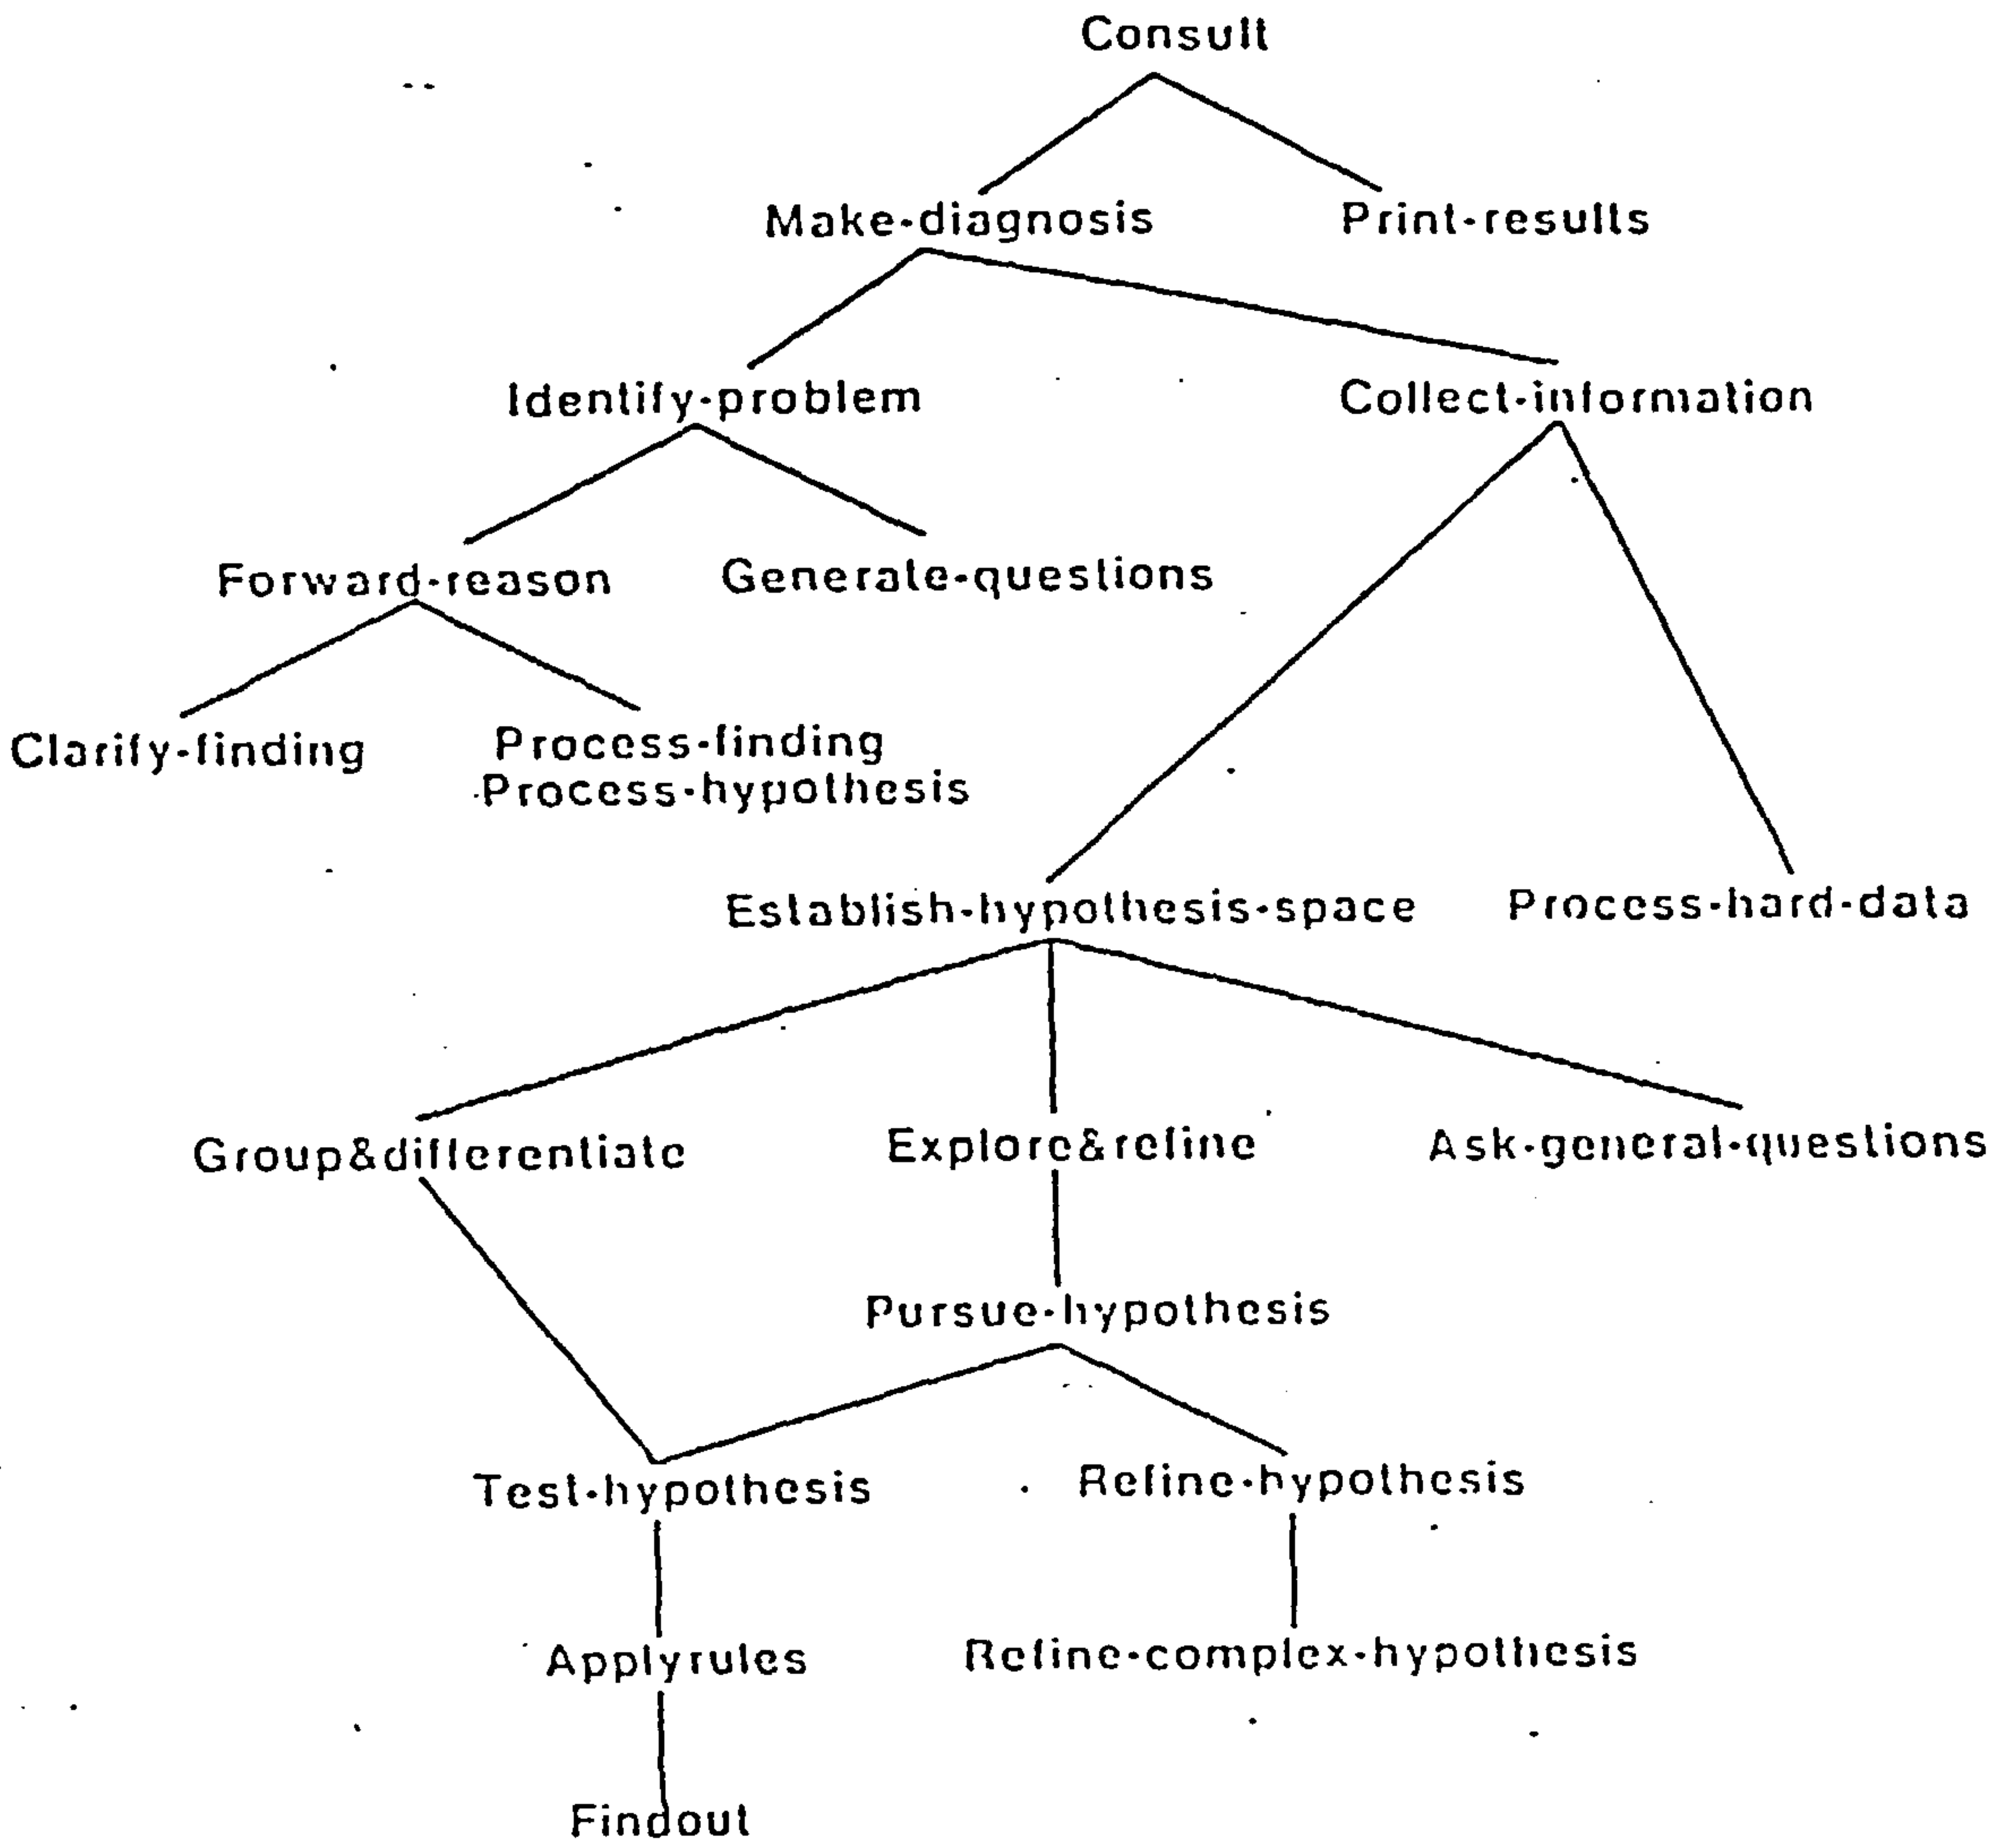 Consult
Make-diagnosis
Print-results
Identify-problem
Collect-information
Forward-reason
Generate-questions
Clarify-finding
Process-finding
Process-hypothesis
Establish-hypothesis-space
Process-hard-data
Group&differentiate
Explore&refine
Ask-general-questions
Pursue-hypothesis
Test-hypothesis
Refine-hypothesis
Applyrules
Refine-complex-hypothesis
Findout